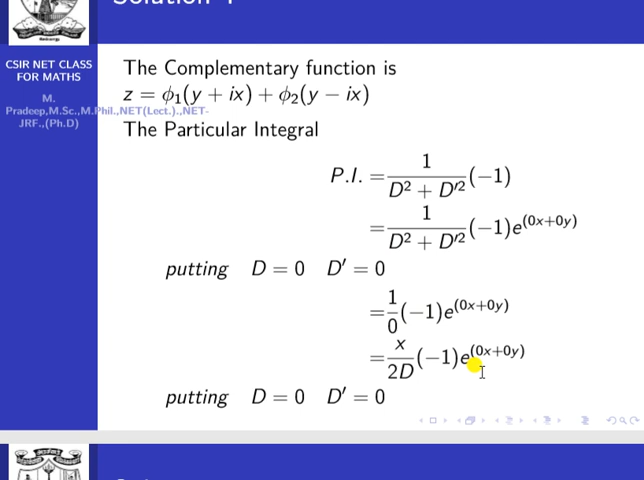 Solution 4
CSIR NET CLASS
FOR MATHS
M.
Pradeep,M.Sc.,M.Phil.,NET(Lect.).,NET-
JRF.,(Ph.D)
The Complementary function is
z = ϕ₁(y + ix) + ϕ₂(y − ix)
The Particular Integral
P.I. = 1/(D² + D′²) (−1)
= 1/(D² + D′²) (−1)e^(0x+0y)
putting D = 0 D′ = 0
= 1/0 (−1)e^(0x+0y)
= x/2D (−1)e^(0x+0y)
putting D = 0 D′ = 0